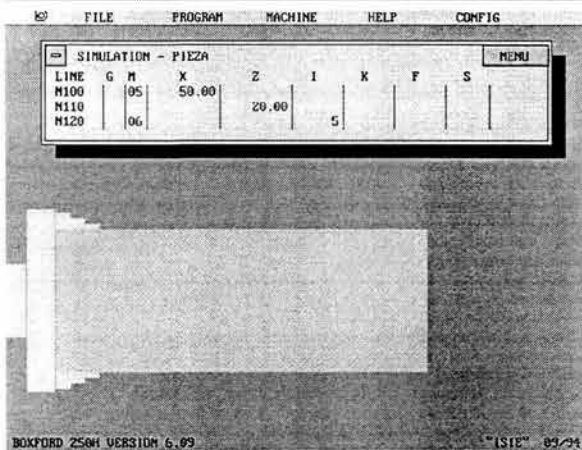 FILE PROGRAM MACHINE HELP CONFIG
SIMULATION - PIEZA MENU
LINE G M X Z I K F S
N100 05 50.00
N110 20.00
N120 06 5
BOXFORD 250H VERSION 6.09 "ISIE" 09/94